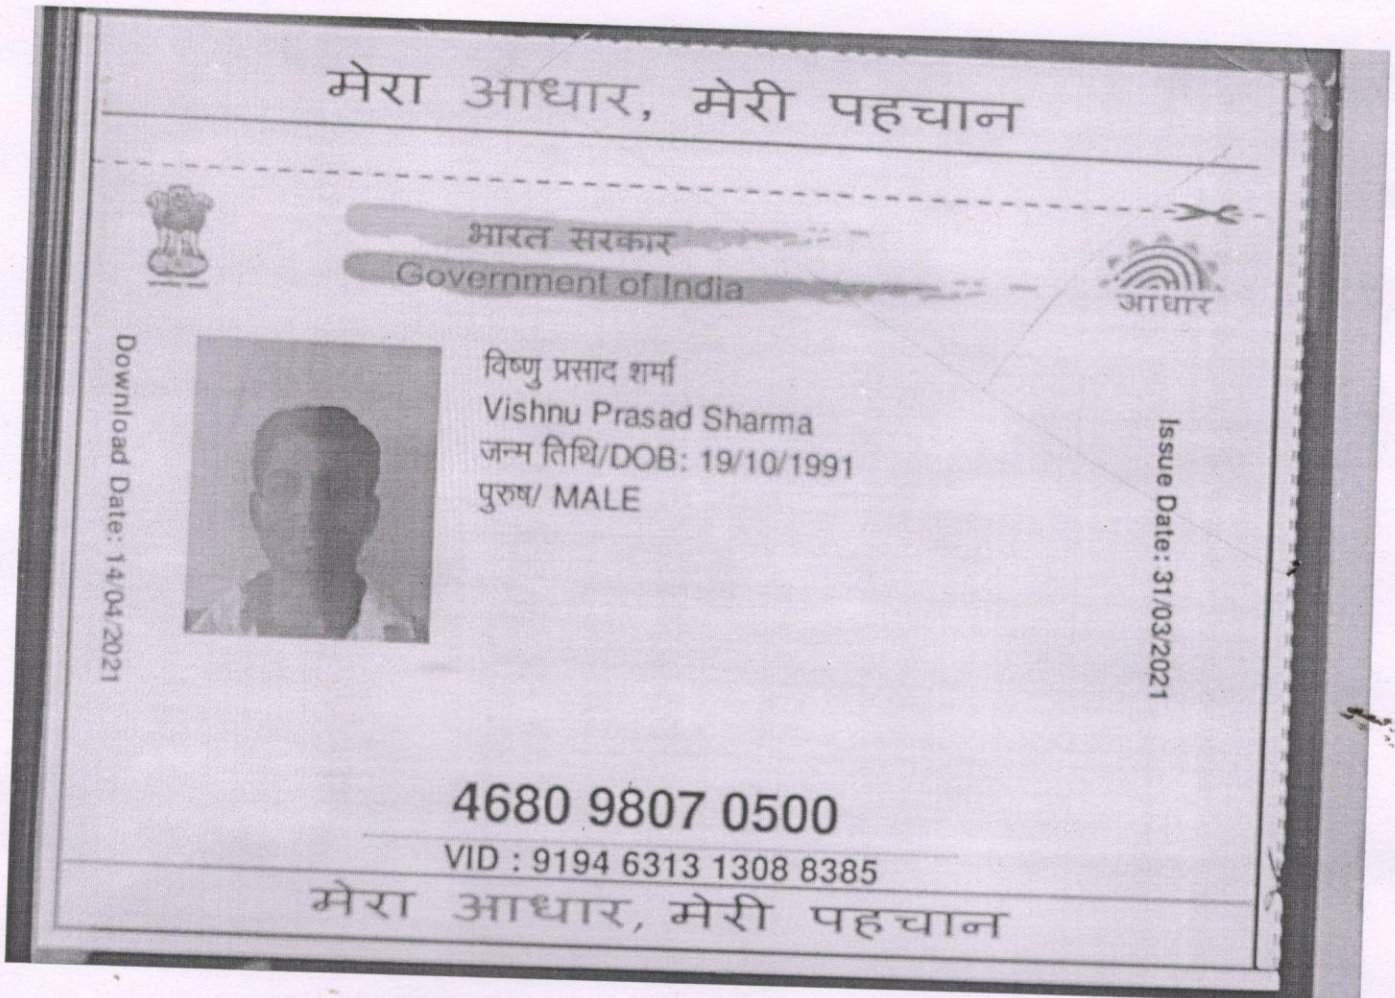 मेरा आधार, मेरी पहचान
भारत सरकार
Government of India
आधार
Download Date: 14/04/2021
विष्णु प्रसाद शर्मा
Vishnu Prasad Sharma
जन्म तिथि/DOB: 19/10/1991
पुरुष/ MALE
Issue Date: 31/03/2021
4680 9807 0500
VID : 9194 6313 1308 8385
मेरा आधार, मेरी पहचान